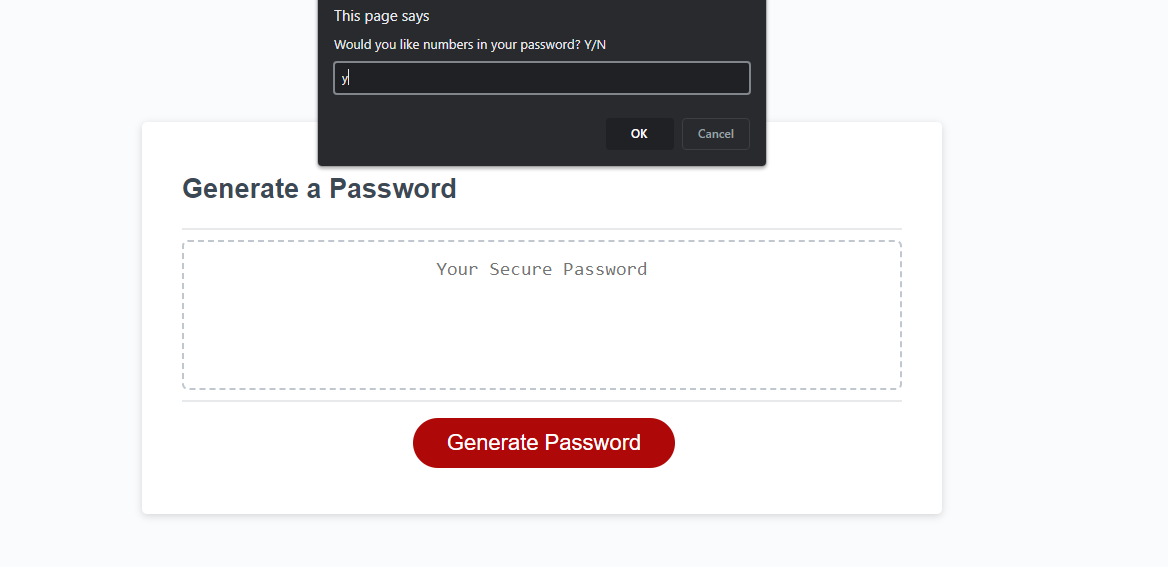 This page says
Would you like numbers in your password? Y/N
y
OK
Cancel
Generate a Password
Your Secure Password
Generate Password